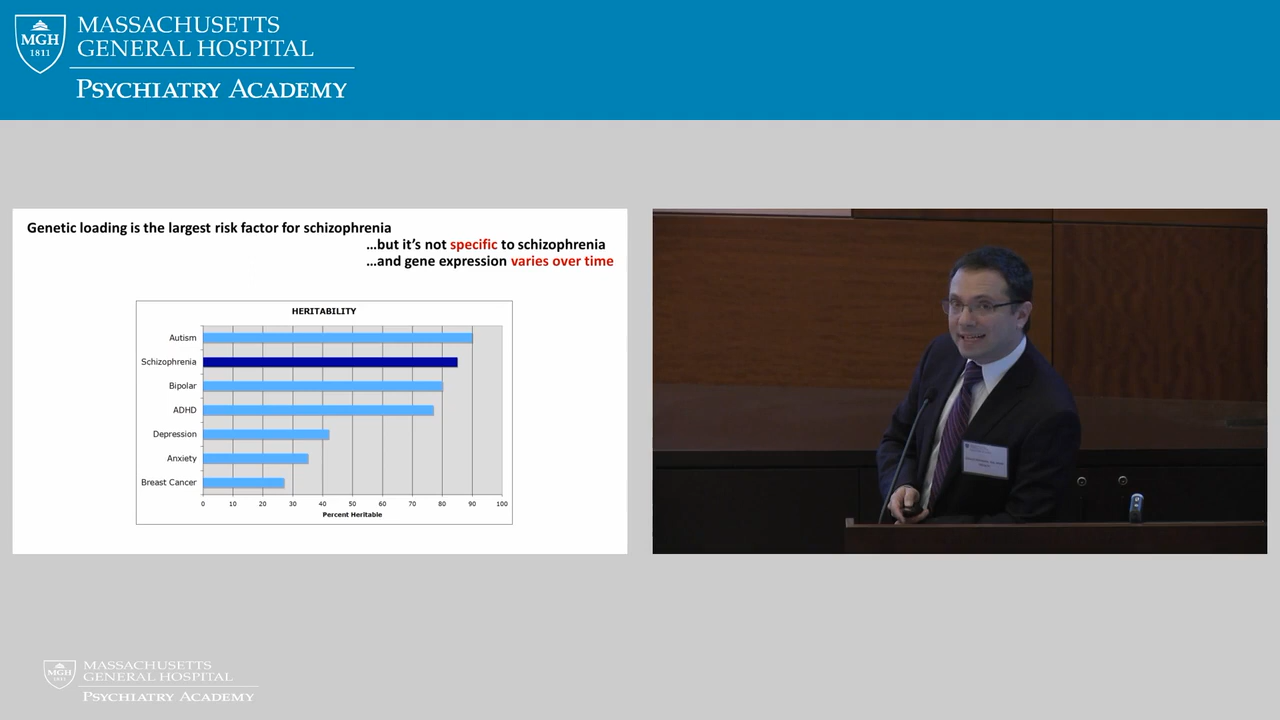 MASSACHUSETTS
GENERAL HOSPITAL
PSYCHIATRY ACADEMY
MGH
1811
Genetic loading is the largest risk factor for schizophrenia
…but it's not specific to schizophrenia
…and gene expression varies over time
HERITABILITY
Autism
Schizophrenia
Bipolar
ADHD
Depression
Anxiety
Breast Cancer
0 10 20 30 40 50 60 70 80 90 100
Percent Heritable
MGH
1811
MASSACHUSETTS
GENERAL HOSPITAL
PSYCHIATRY ACADEMY